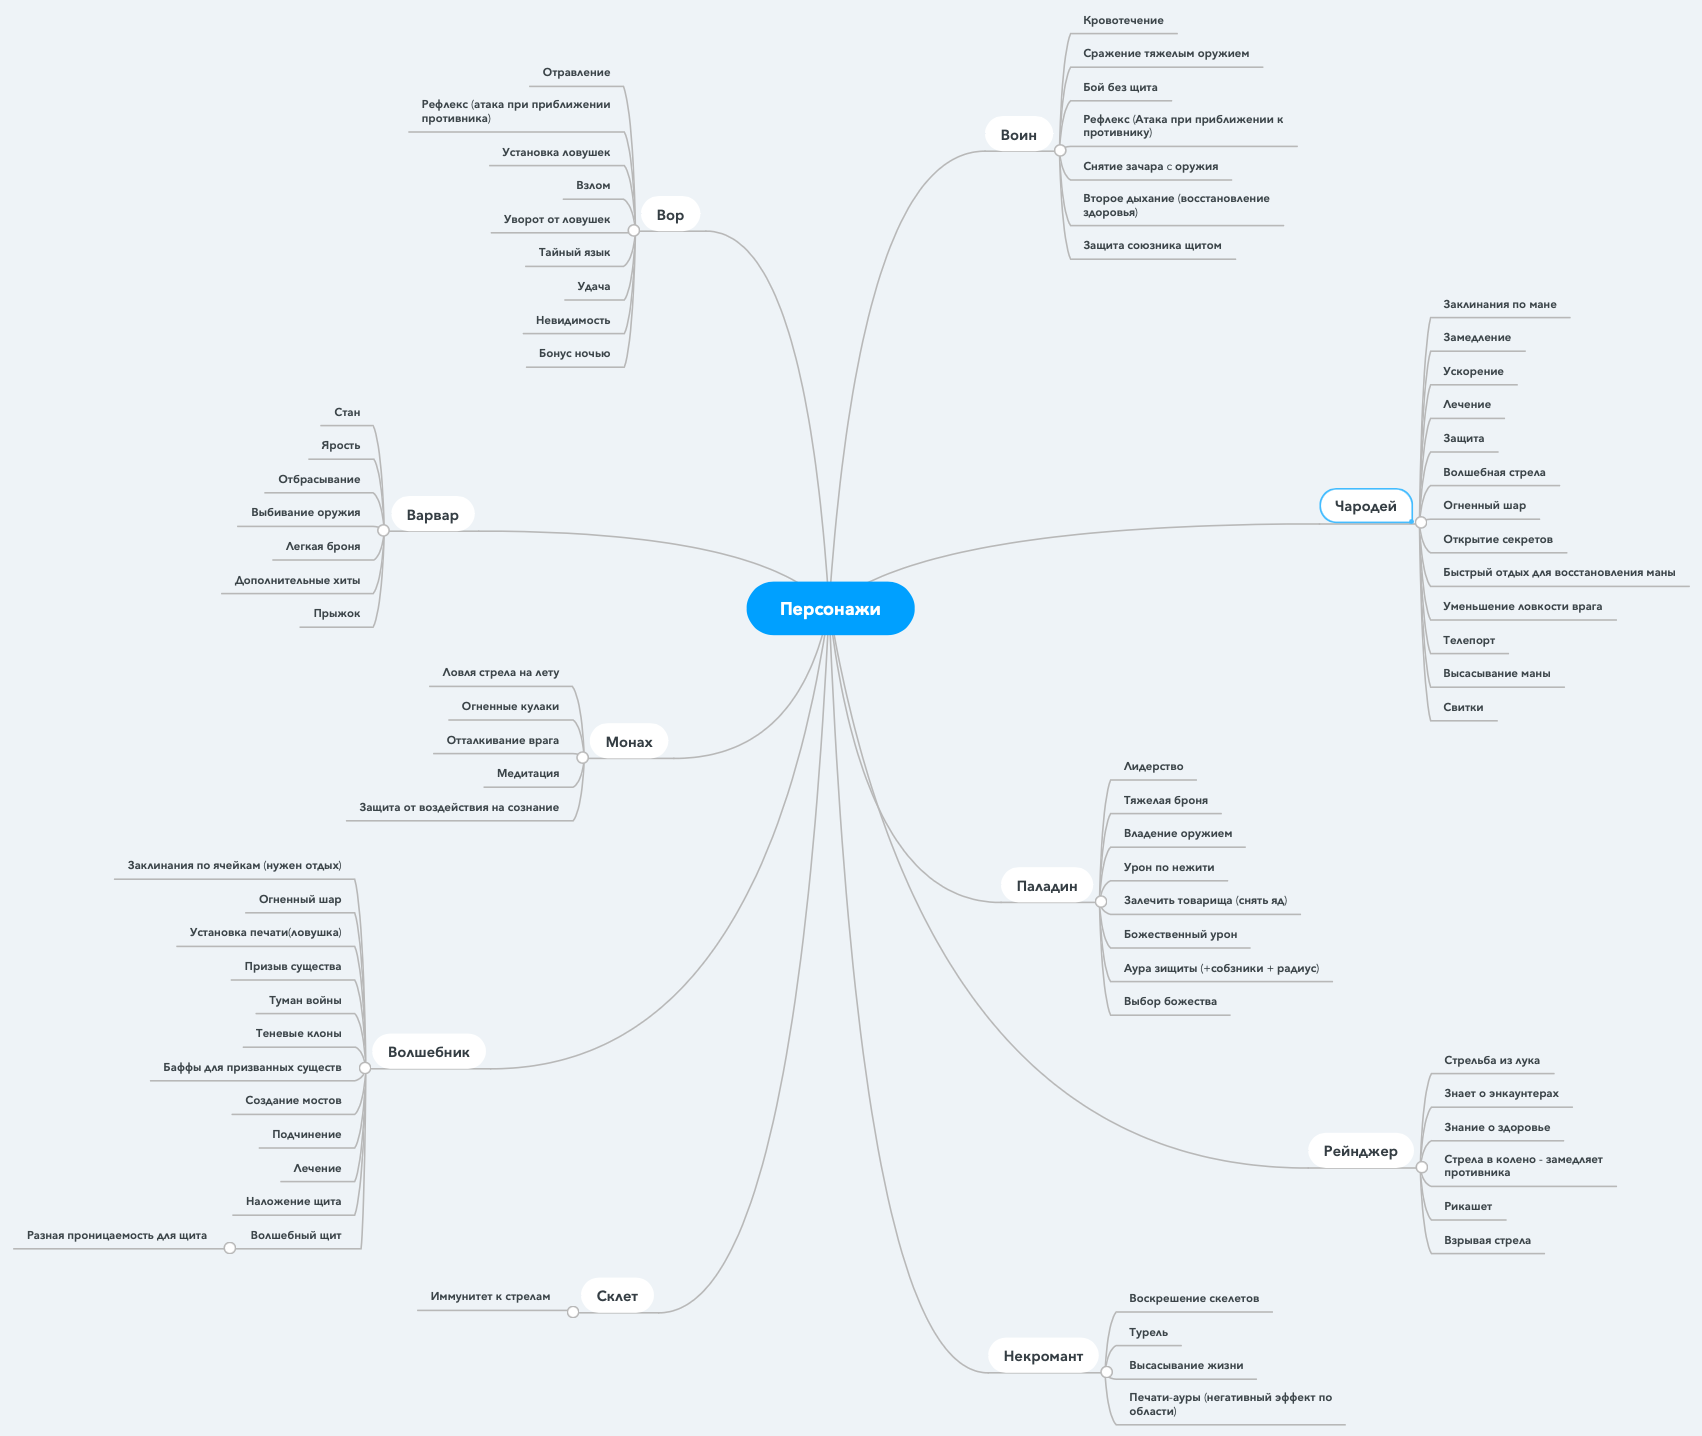 Персонажи
Воин
Кровотечение
Сражение тяжелым оружием
Бой без щита
Рефлекс (Атака при приближении к
противнику)
Снятие зачара с оружия
Второе дыхание (восстановление
здоровья)
Защита союзника щитом
Чародей
Заклинания по мане
Замедление
Ускорение
Лечение
Защита
Волшебная стрела
Огненный шар
Открытие секретов
Быстрый отдых для восстановления маны
Уменьшение ловкости врага
Телепорт
Высасывание маны
Свитки
Паладин
Лидерство
Тяжелая броня
Владение оружием
Урон по нежити
Залечить товарища (снять яд)
Божественный урон
Аура зищиты (+собзники + радиус)
Выбор божества
Рейнджер
Стрельба из лука
Знает о энкаунтерах
Знание о здоровье
Стрела в колено - замедляет
противника
Рикашет
Взрывая стрела
Некромант
Воскрешение скелетов
Турель
Высасывание жизни
Печати-ауры (негативный эффект по
области)
Вор
Отравление
Рефлекс (атака при приближении
противника)
Установка ловушек
Взлом
Уворот от ловушек
Тайный язык
Удача
Невидимость
Бонус ночью
Варвар
Стан
Ярость
Отбрасывание
Выбивание оружия
Легкая броня
Дополнительные хиты
Прыжок
Монах
Ловля стрела на лету
Огненные кулаки
Отталкивание врага
Медитация
Защита от воздействия на сознание
Волшебник
Заклинания по ячейкам (нужен отдых)
Огненный шар
Установка печати(ловушка)
Призыв существа
Туман войны
Теневые клоны
Баффы для призванных существ
Создание мостов
Подчинение
Лечение
Наложение щита
Волшебный щит
Разная проницаемость для щита
Склет
Иммунитет к стрелам